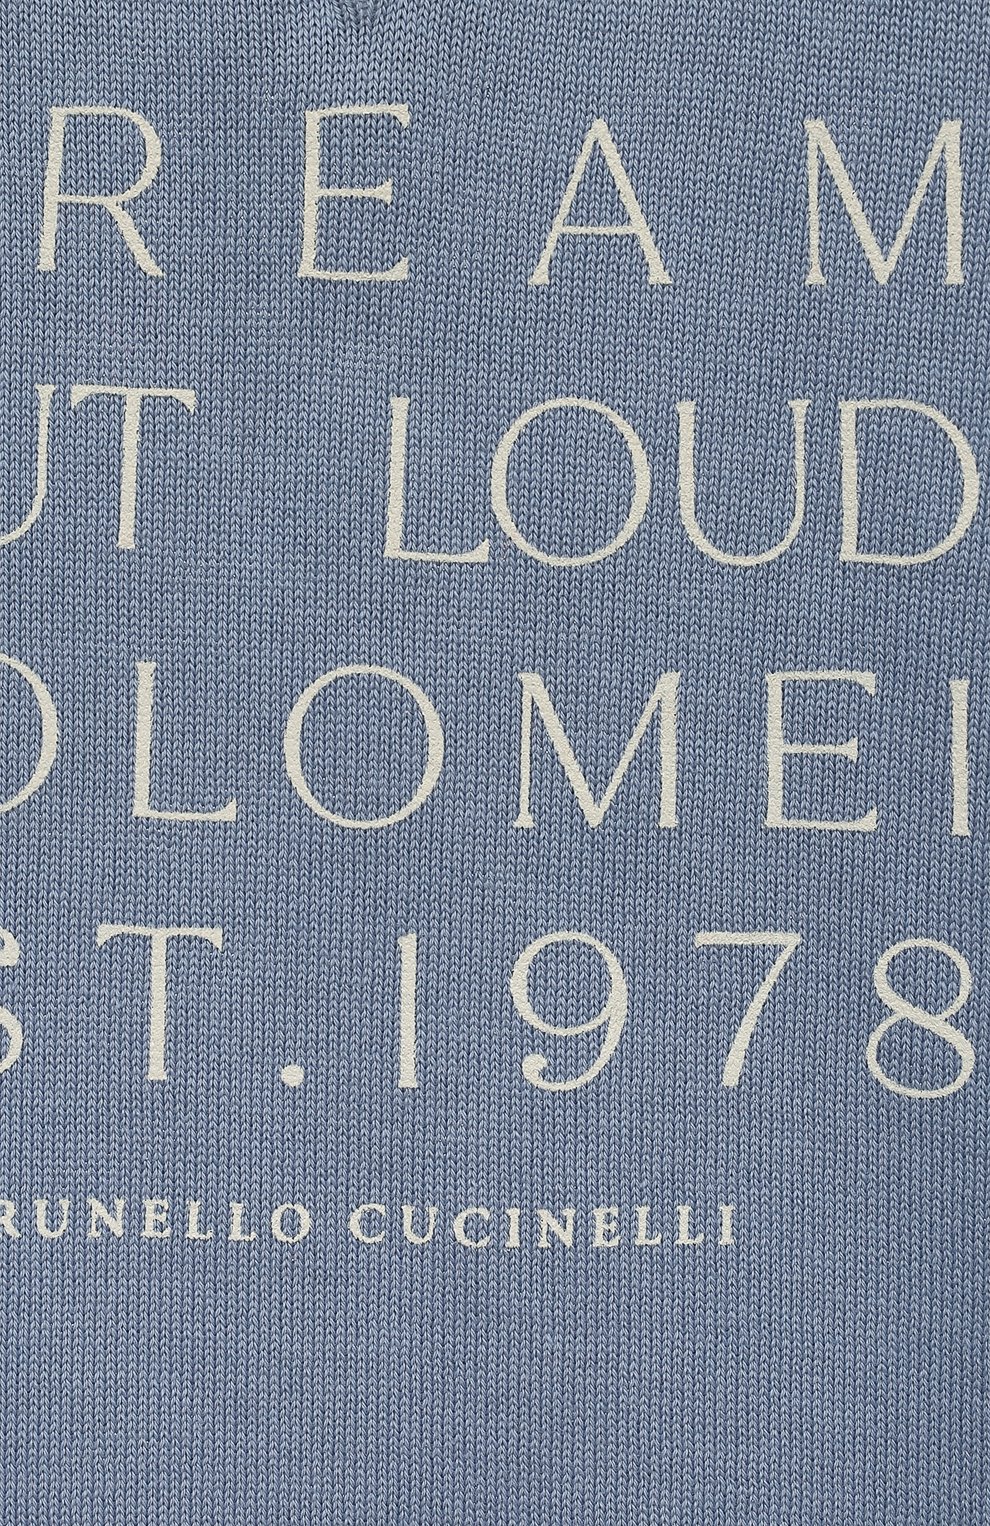 REAM
UT LOUD
OLOMEI
ST.1978
RUNELLO CUCINELLI